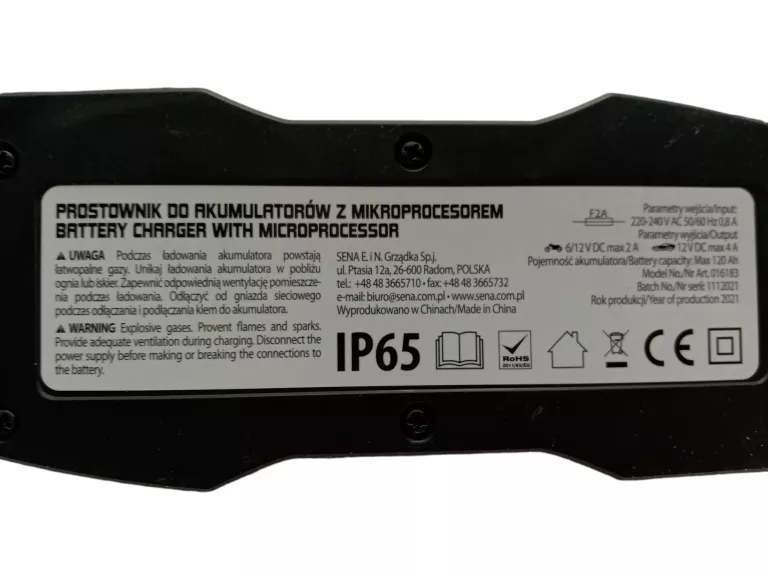 PROSTOWNIK DO AKUMULATORÓW Z MIKROPROCESOREM
BATTERY CHARGER WITH MICROPROCESSOR
UWAGA Podczas ładowania akumulatora powstają
łatwopalne gazy. Unikaj ładowania akumulatora w pobliżu
ognia lub iskier. Zapewnić odpowiednią wentylację pomieszcze-
nia podczas ładowania. Odłączyć od gniazda sieciowego
podczas odłączania i podłączania klem do akumulatora.
WARNING Explosive gases. Prevent flames and sparks.
Provide adequate ventilation during charging. Disconnect the
power supply before making or breaking the connections to
the battery.
SENA E. i N. Grządka Sp.j.
ul. Ptasia 12a, 26-600 Radom, POLSKA
tel.: +48 48 3665710 - fax: +48 48 3665732
e-mail: biuro@sena.com.pl • www.sena.com.pl
Wyprodukowano w Chinach/Made in China
IP65
RoHS
2011/65/EU
CE
F2A
Parametry wejścia/Input:
220-240 V AC 50/60 Hz 0,8 A
Parametry wyjścia/Output
6/12 V DC max 2 A 12 V DC max 4 A
Pojemność akumulatora/Battery capacity: Max 120 Ah
Model No./Nr Art. 016183
Batch No./Nr serii: 1112021
Rok produkcji/Year of production 2021